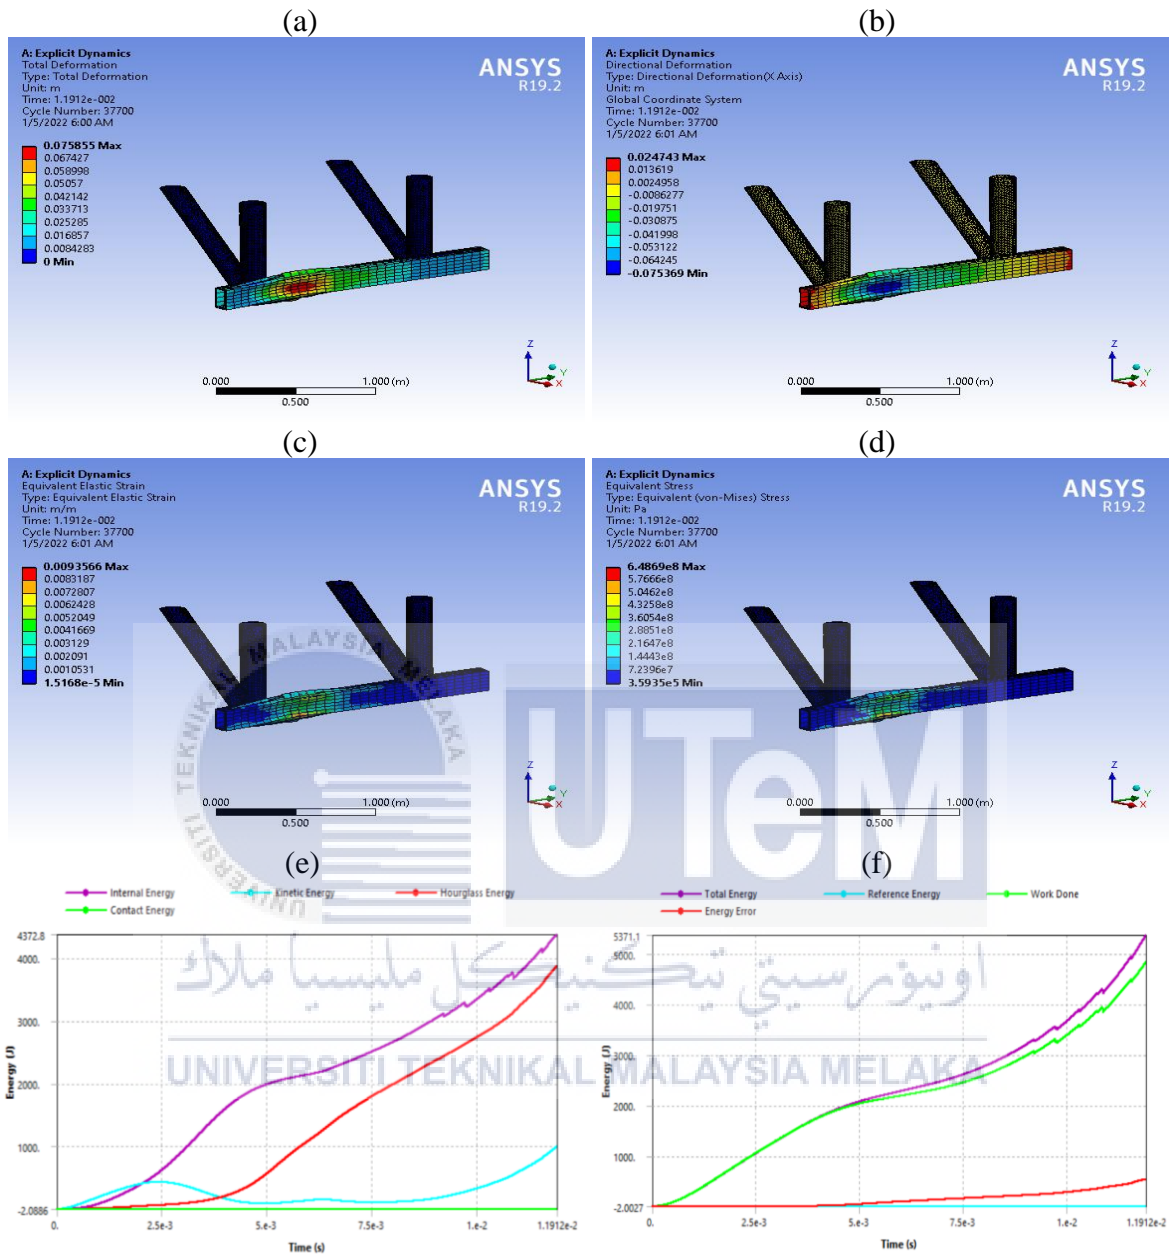 (a)
A: Explicit Dynamics
Total Deformation
Type: Total Deformation
Unit: m
Time: 1.1912e-002
Cycle Number: 37700
1/5/2022 6:00 AM
ANSYS
R19.2
0.075855 Max
0.067427
0.058998
0.05057
0.042142
0.033713
0.025285
0.016857
0.0084283
0 Min
Z
Y
X
0.000 1.000 (m)
0.500
(b)
A: Explicit Dynamics
Directional Deformation
Type: Directional Deformation(X Axis)
Unit: m
Global Coordinate System
Time: 1.1912e-002
Cycle Number: 37700
1/5/2022 6:01 AM
ANSYS
R19.2
0.024743 Max
0.013619
0.0024958
-0.0086277
-0.019751
-0.030875
-0.041998
-0.053122
-0.064245
-0.075369 Min
Z
Y
X
0.000 1.000 (m)
0.500
(c)
A: Explicit Dynamics
Equivalent Elastic Strain
Type: Equivalent Elastic Strain
Unit: m/m
Time: 1.1912e-002
Cycle Number: 37700
1/5/2022 6:01 AM
ANSYS
R19.2
0.0093566 Max
0.0083187
0.0072807
0.0062428
0.0052049
0.0041669
0.003129
0.002091
0.0010531
1.5168e-5 Min
Z
Y
X
0.000 1.000 (m)
0.500
(d)
A: Explicit Dynamics
Equivalent Stress
Type: Equivalent (von-Mises) Stress
Unit: Pa
Time: 1.1912e-002
Cycle Number: 37700
1/5/2022 6:01 AM
ANSYS
R19.2
6.4869e8 Max
5.7666e8
5.0462e8
4.3258e8
3.6054e8
2.8851e8
2.1647e8
1.4443e8
7.2396e7
3.5935e5 Min
Z
Y
X
0.000 1.000 (m)
0.500
UNIVERSITI TEKNIKAL MALAYSIA MELAKA
UTeM
اونيۏرسيتي تيكنيكل مليسيا ملاك
UNIVERSITI TEKNIKAL MALAYSIA MELAKA
(e)
Internal Energy Kinetic Energy Hourglass Energy
Contact Energy
4372.8
4000.
3000.
2000.
1000.
-2.0886
Energy (J)
0. 2.5e-3 5.e-3 7.5e-3 1.e-2 1.1912e-2
Time (s)
(f)
Total Energy Reference Energy Work Done
Energy Error
5371.1
5000.
4000.
3000.
2000.
1000.
-2.0027
Energy (J)
0. 2.5e-3 5.e-3 7.5e-3 1.e-2 1.1912e-2
Time (s)